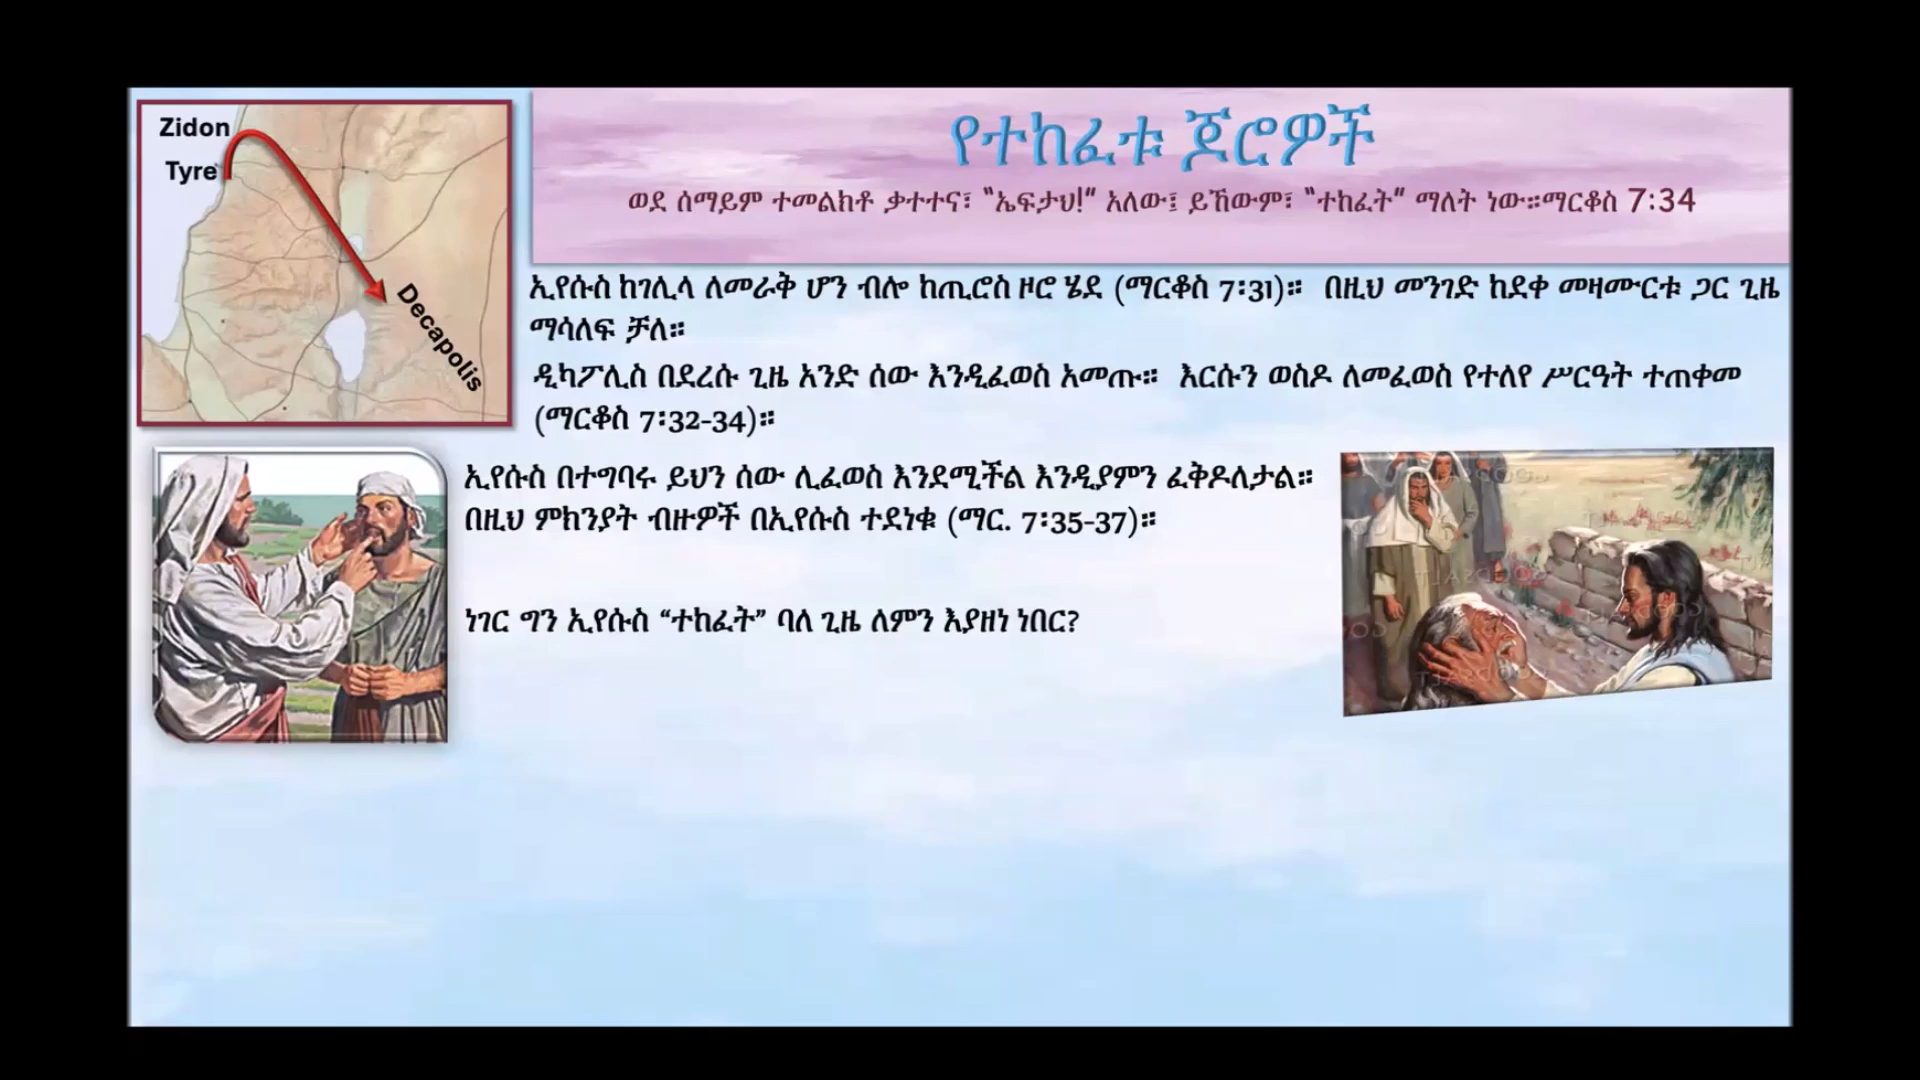 Zidon
Tyre
Decapolis
የተከፈቱ ጆሮዎች
ወደ ሰማይም ተመልክቶ ቃተተና፣ “ኤፍታህ!” አለው፤ ይኸውም፣ “ተከፈት” ማለት ነው።ማርቆስ 7:34
ኢየሱስ ከገሊላ ለመራቅ ሆን ብሎ ከጢሮስ ዞሮ ሄደ (ማርቆስ 7፡31)። በዚህ መንገድ ከደቀ መዛሙርቱ ጋር ጊዜ
ማሳለፍ ቻለ።
ዲካፖሊስ በደረሱ ጊዜ አንድ ሰው እንዲፈወስ አመጡ። እርሱን ወስዶ ለመፈወስ የተለየ ሥርዓት ተጠቀመ
(ማርቆስ 7፡32-34)።
ኢየሱስ በተግባሩ ይህን ሰው ሊፈወስ እንደሚችል እንዲያምን ፈቅዶለታል።
በዚህ ምክንያት ብዙዎች በኢየሱስ ተደነቁ (ማር. 7፡35-37)።
ነገር ግን ኢየሱስ “ተከፈት” ባለ ጊዜ ለምን እያዘነ ነበር?